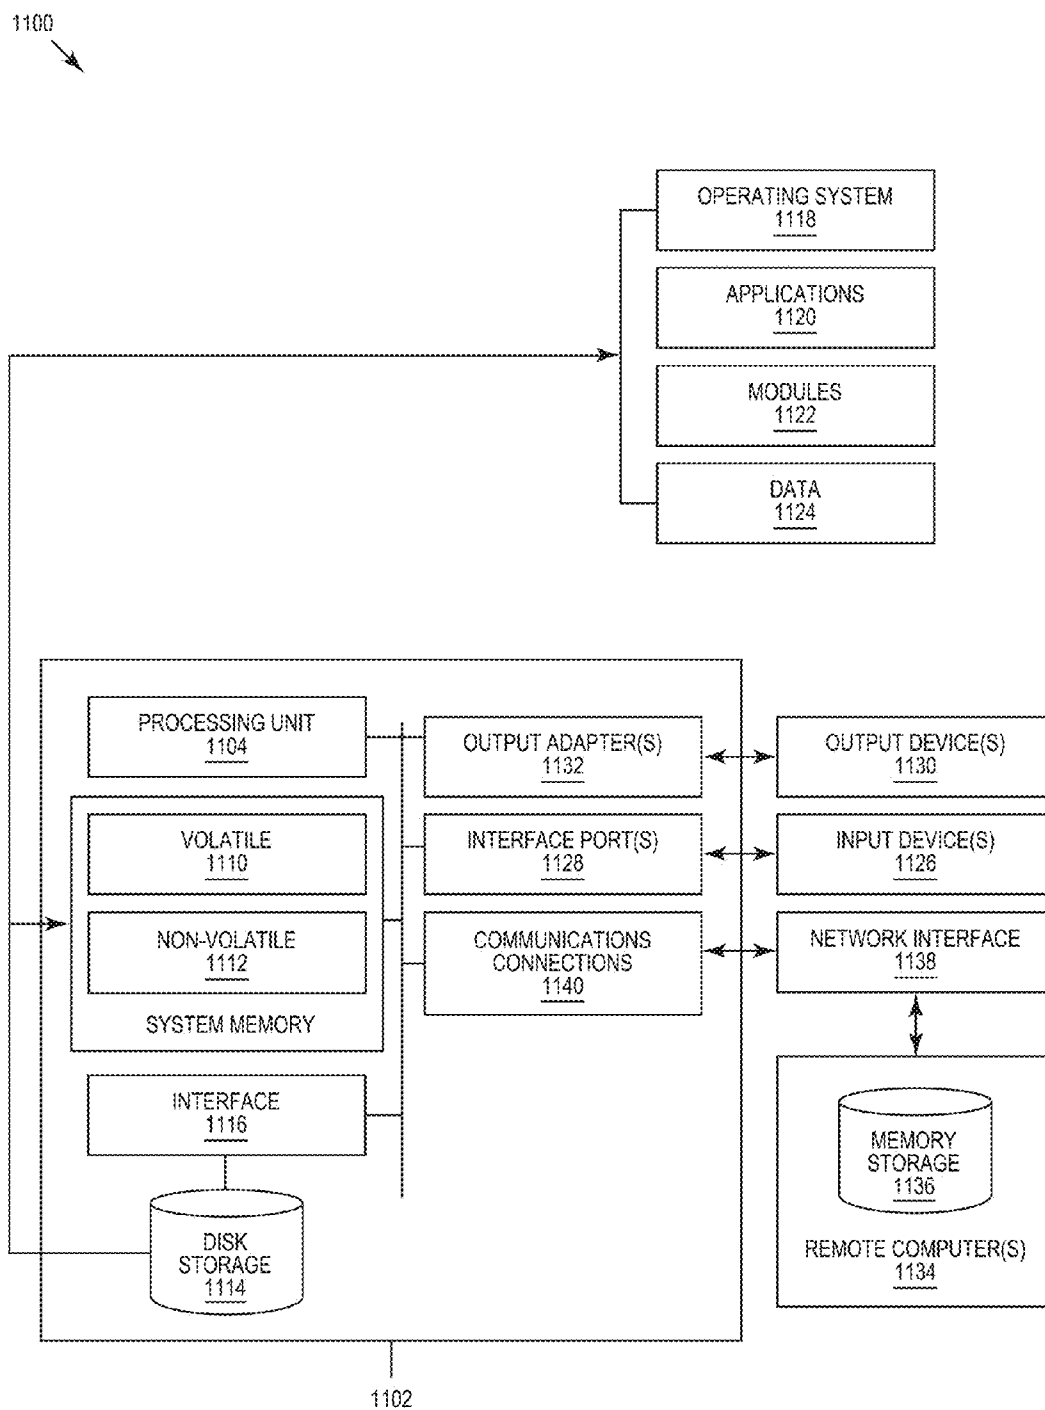 1100
OPERATING SYSTEM
1118
APPLICATIONS
1120
MODULES
1122
DATA
1124
PROCESSING UNIT
1104
VOLATILE
1110
NON-VOLATILE
1112
SYSTEM MEMORY
INTERFACE
1116
DISK
STORAGE
1114
OUTPUT ADAPTER(S)
1132
INTERFACE PORT(S)
1128
COMMUNICATIONS
CONNECTIONS
1140
OUTPUT DEVICE(S)
1130
INPUT DEVICE(S)
1126
NETWORK INTERFACE
1138
MEMORY
STORAGE
1136
REMOTE COMPUTER(S)
1134
1102